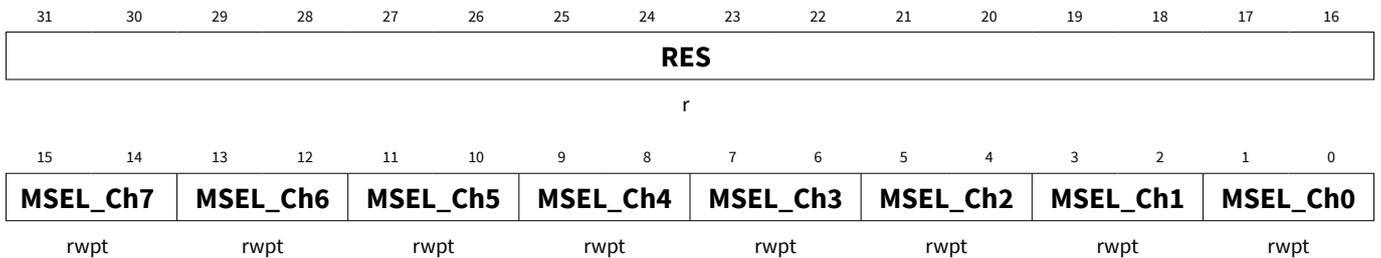 31 30 29 28 27 26 25 24 23 22 21 20 19 18 17 16
RES
r
15 14 13 12 11 10 9 8 7 6 5 4 3 2 1 0
MSEL_Ch7 MSEL_Ch6 MSEL_Ch5 MSEL_Ch4 MSEL_Ch3 MSEL_Ch2 MSEL_Ch1 MSEL_Ch0
rwpt rwpt rwpt rwpt rwpt rwpt rwpt rwpt